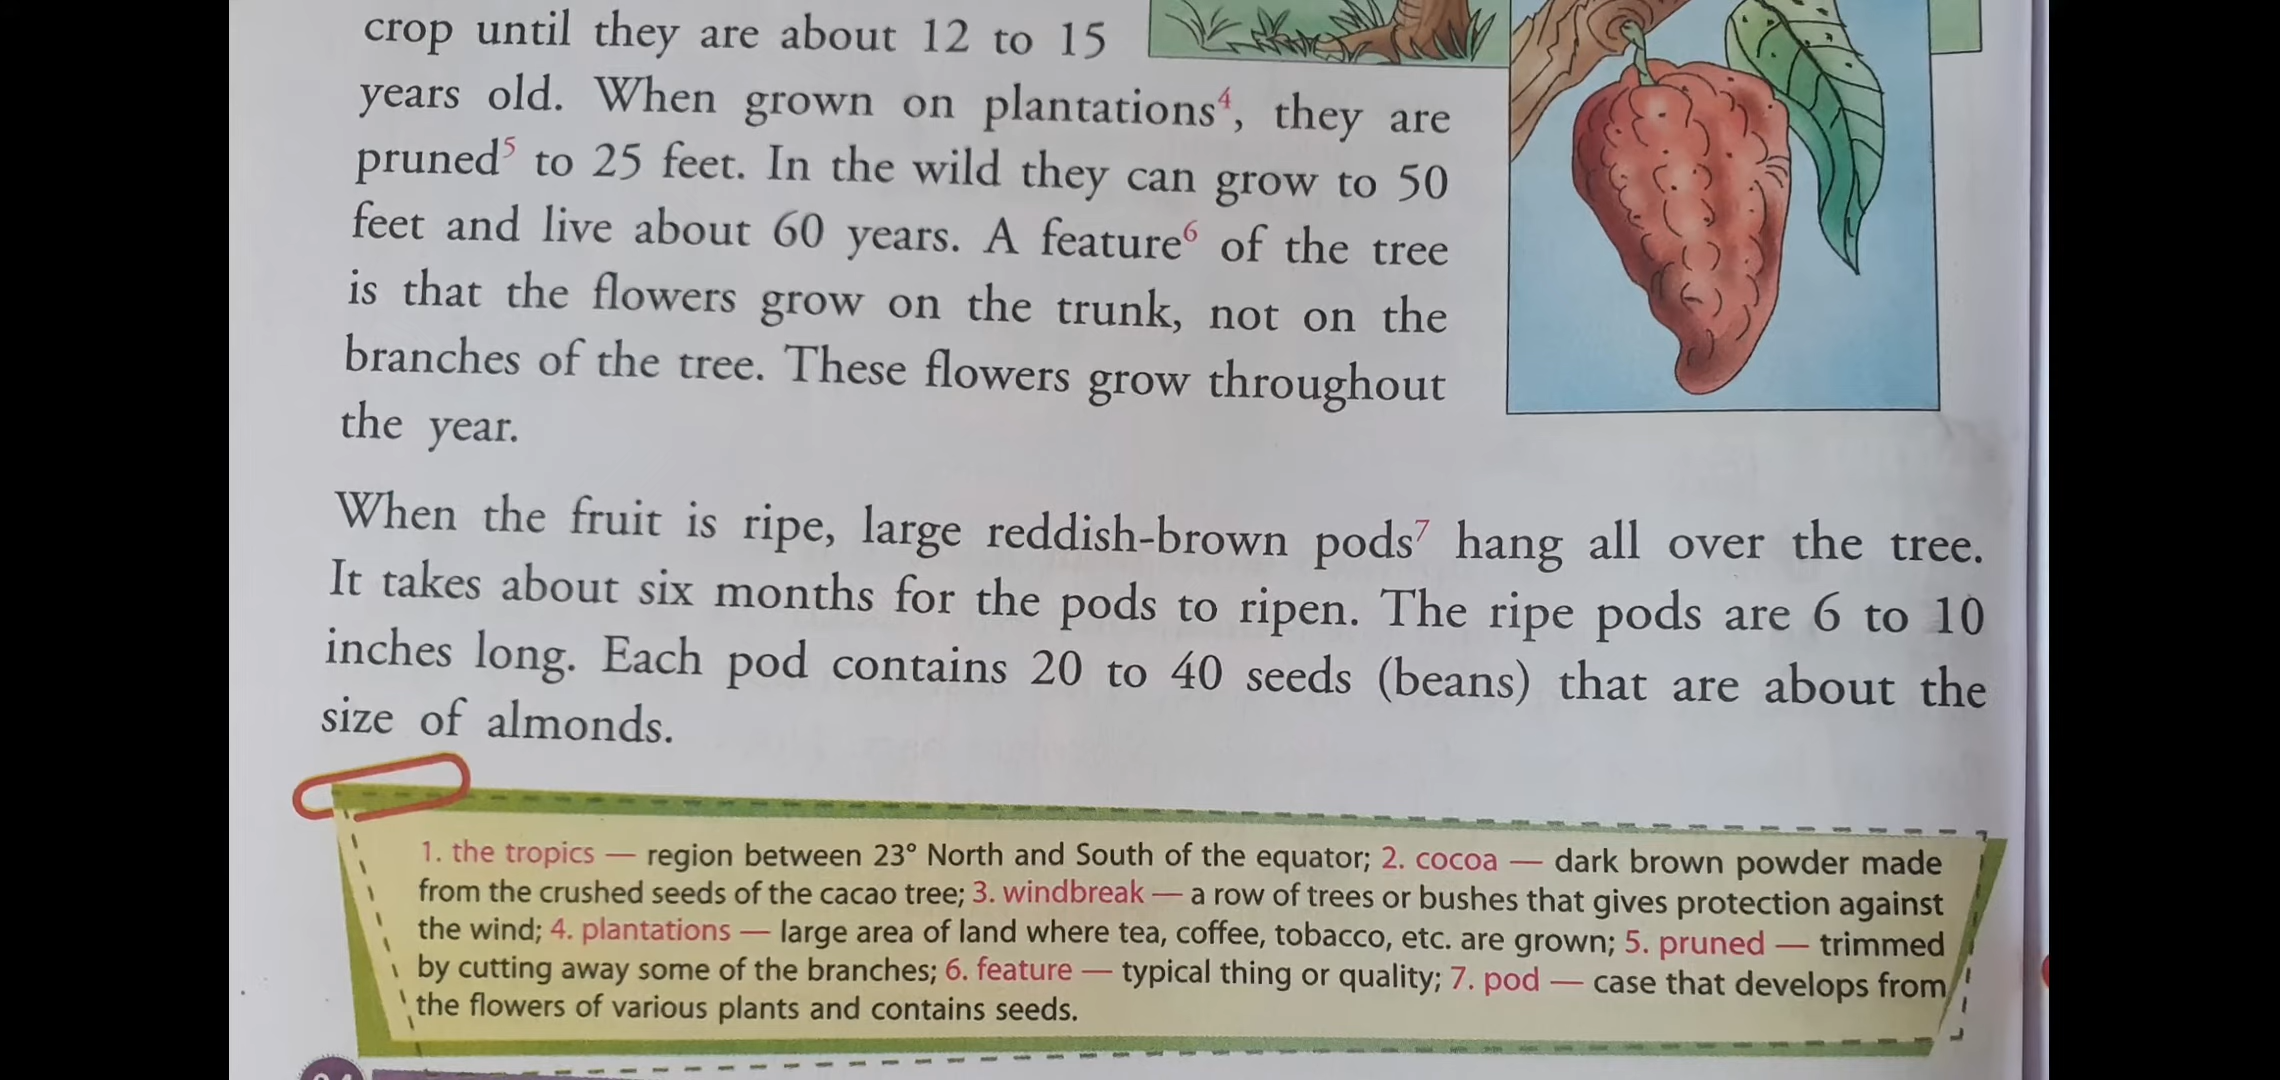 crop until they are about 12 to 15
years old. When grown on plantations⁴, they are
pruned⁵ to 25 feet. In the wild they can grow to 50
feet and live about 60 years. A feature⁶ of the tree
is that the flowers grow on the trunk, not on the
branches of the tree. These flowers grow throughout
the year.
When the fruit is ripe, large reddish-brown pods⁷ hang all over the tree.
It takes about six months for the pods to ripen. The ripe pods are 6 to 10
inches long. Each pod contains 20 to 40 seeds (beans) that are about the
size of almonds.
1. the tropics — region between 23° North and South of the equator; 2. cocoa — dark brown powder made
from the crushed seeds of the cacao tree; 3. windbreak — a row of trees or bushes that gives protection against
the wind; 4. plantations — large area of land where tea, coffee, tobacco, etc. are grown; 5. pruned — trimmed
by cutting away some of the branches; 6. feature — typical thing or quality; 7. pod — case that develops from
the flowers of various plants and contains seeds.